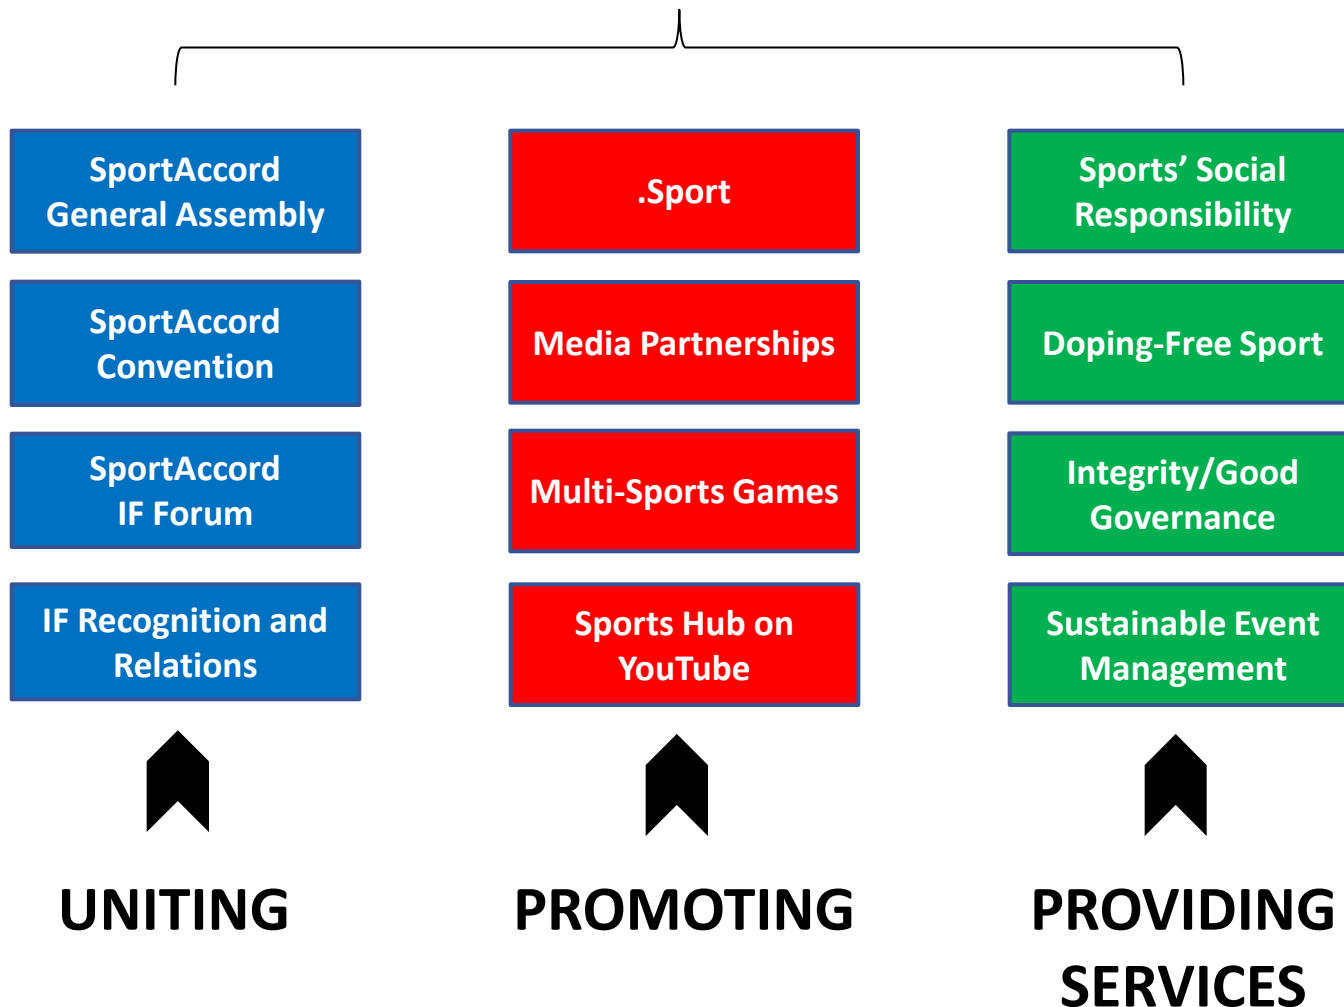 SportAccord
General Assembly
SportAccord
Convention
SportAccord
IF Forum
IF Recognition and
Relations
UNITING
.Sport
Media Partnerships
Multi-Sports Games
Sports Hub on
YouTube
PROMOTING
Sports’ Social
Responsibility
Doping-Free Sport
Integrity/Good
Governance
Sustainable Event
Management
PROVIDING
SERVICES